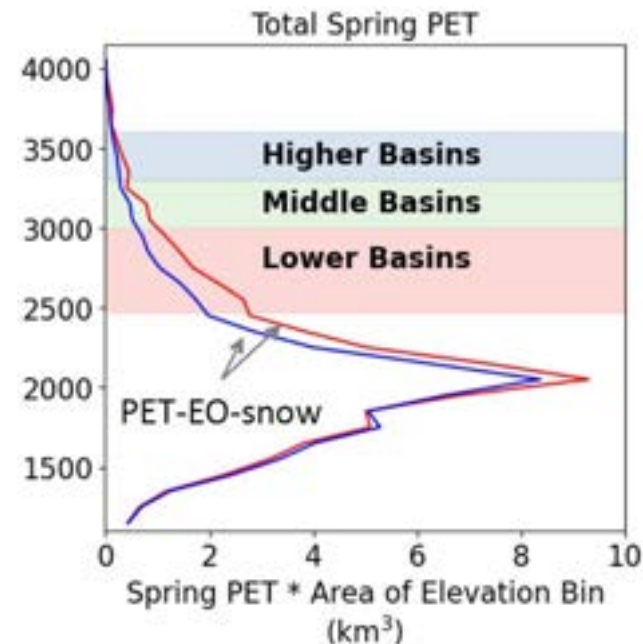 Total Spring PET
4000
3500
3000
2500
2000
1500
Higher Basins
Middle Basins
Lower Basins
PET-EO-snow
0 2 4 6 8 10
Spring PET * Area of Elevation Bin
(km³)